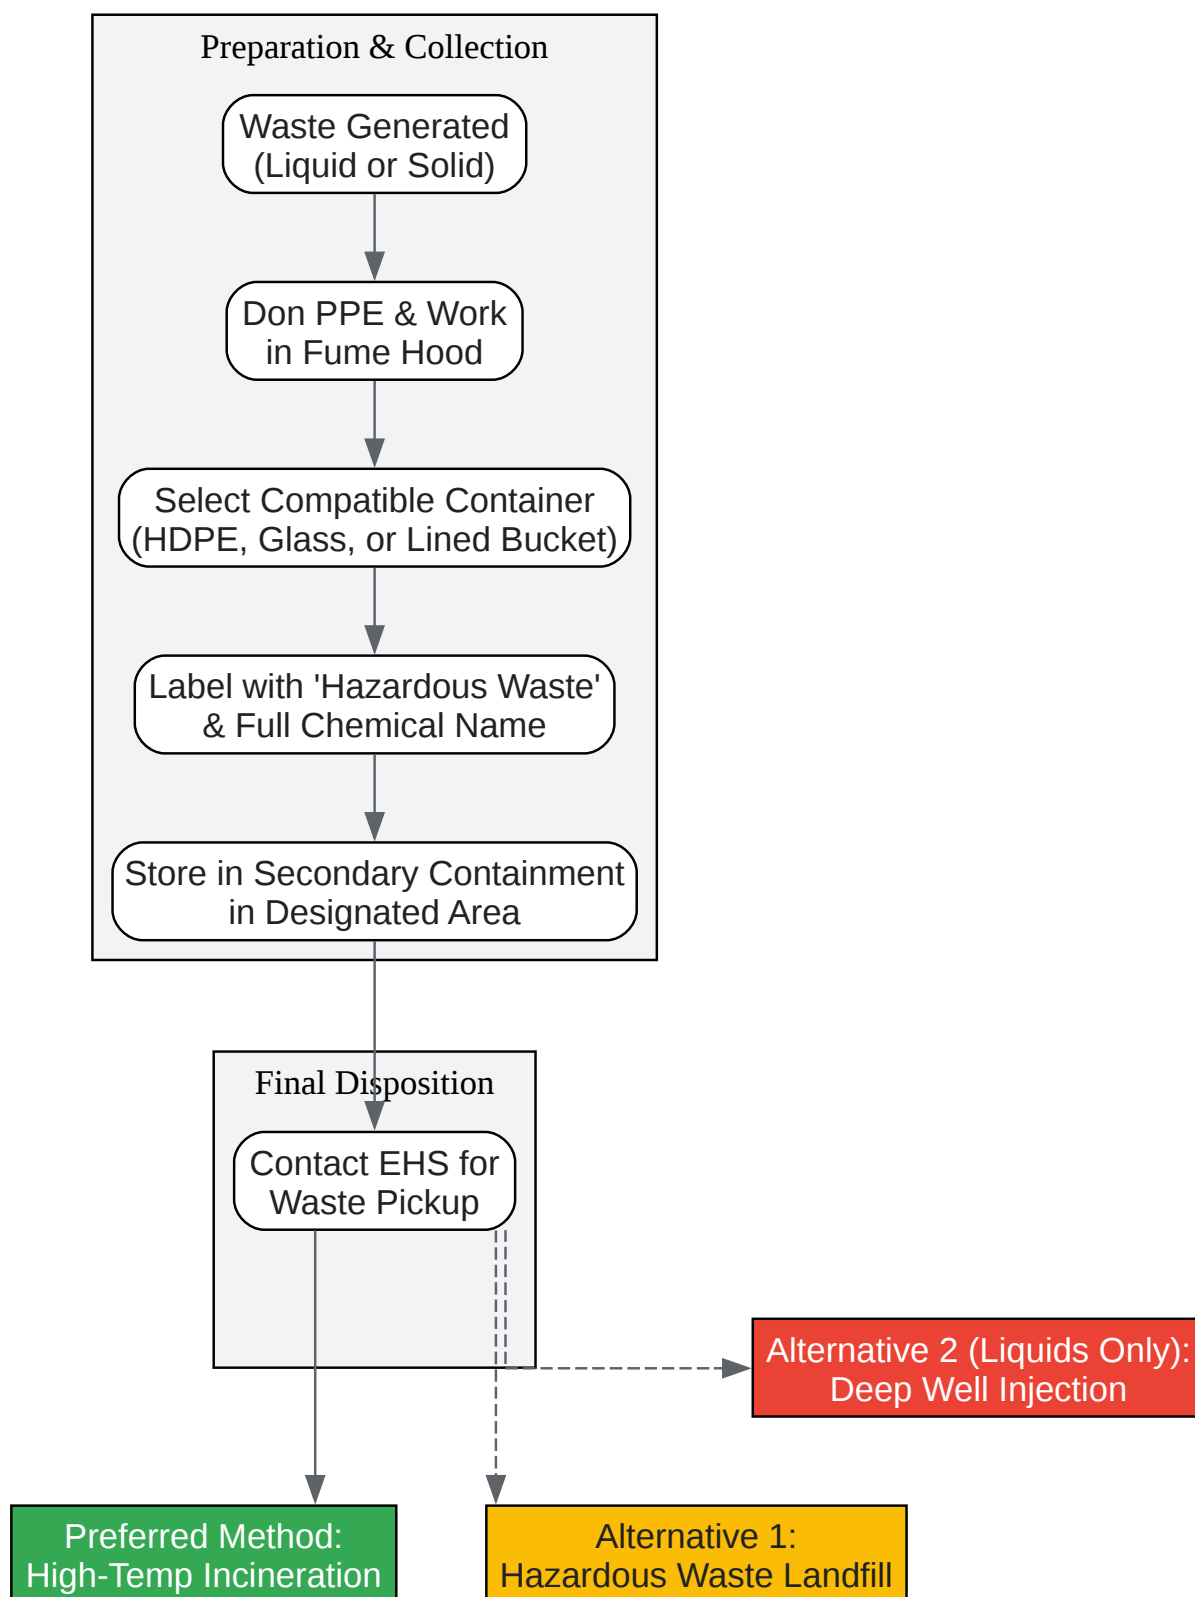 Preparation & Collection
Waste Generated
(Liquid or Solid)
Don PPE & Work
in Fume Hood
Select Compatible Container
(HDPE, Glass, or Lined Bucket)
Label with 'Hazardous Waste'
& Full Chemical Name
Store in Secondary Containment
in Designated Area
Final Disposition
Contact EHS for
Waste Pickup
Alternative 2 (Liquids Only):
Deep Well Injection
Preferred Method:
High-Temp Incineration
Alternative 1:
Hazardous Waste Landfill